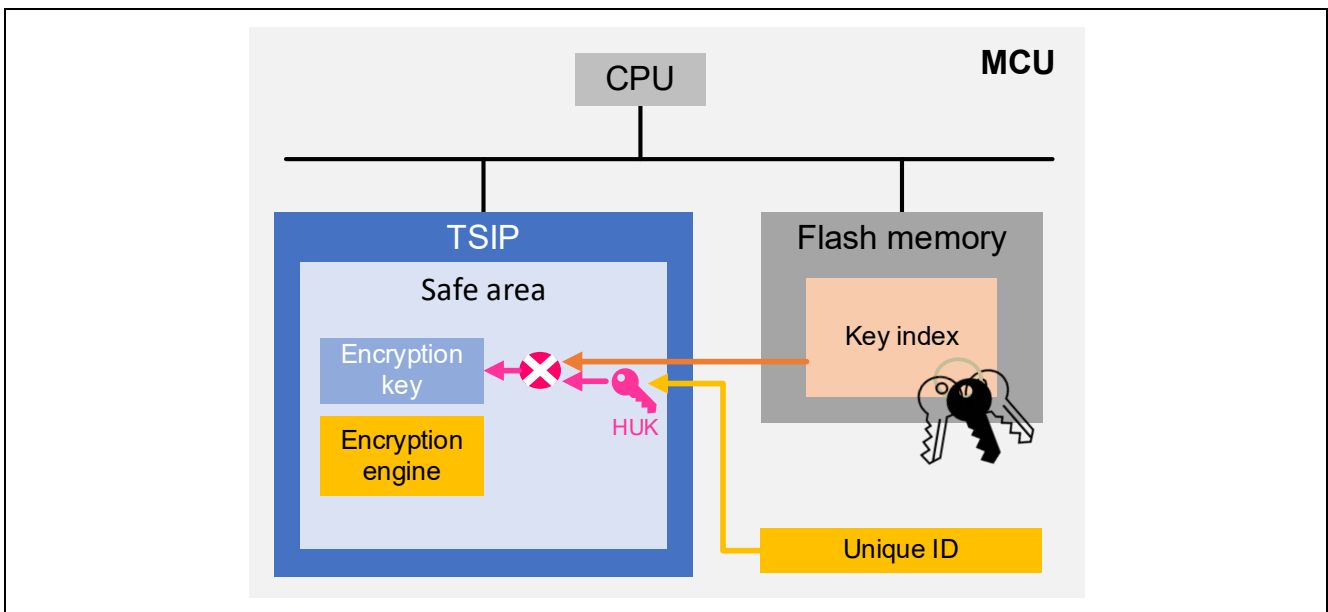 MCU
CPU
TSIP
Flash memory
Safe area
Key index
Encryption
key
HUK
Encryption
engine
Unique ID